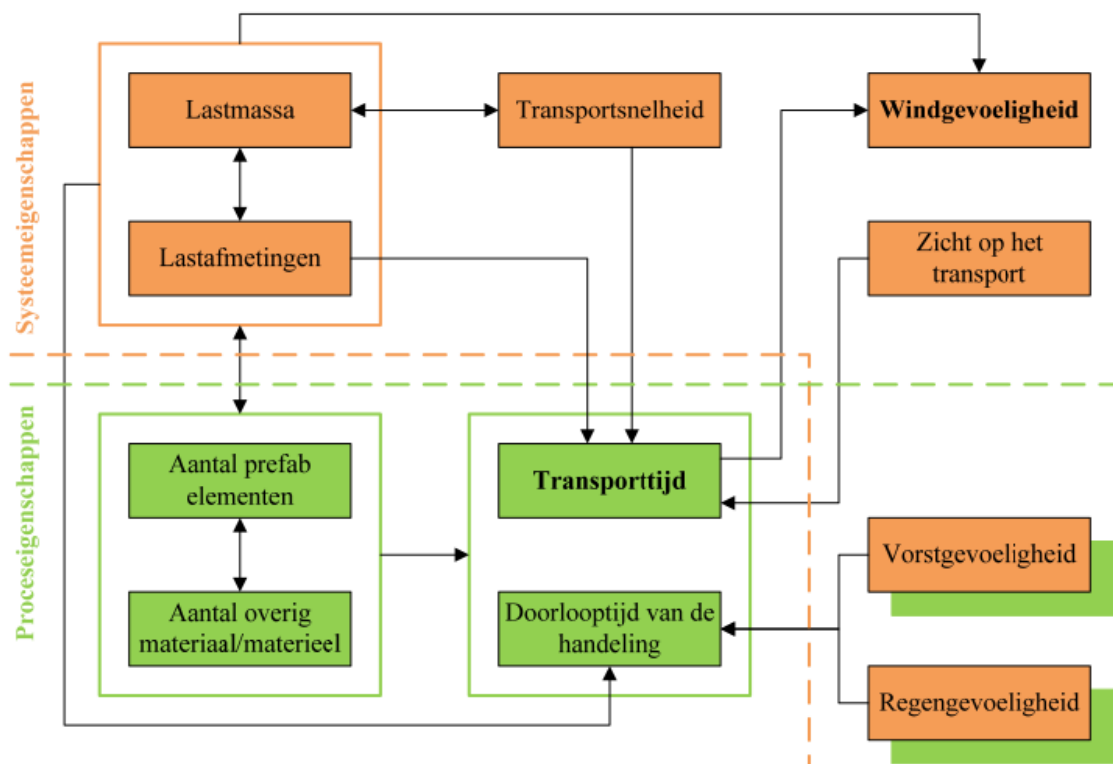 Systeemeigenschappen
Lastmassa
Transportsnelheid
Windgevoeligheid
Lastafmetingen
Zicht op het
transport
Proceseigenschappen
Aantal prefab
elementen
Transporttijd
Vorstgevoeligheid
Aantal overig
materiaal/materieel
Doorlooptijd van de
handeling
Regengevoeligheid